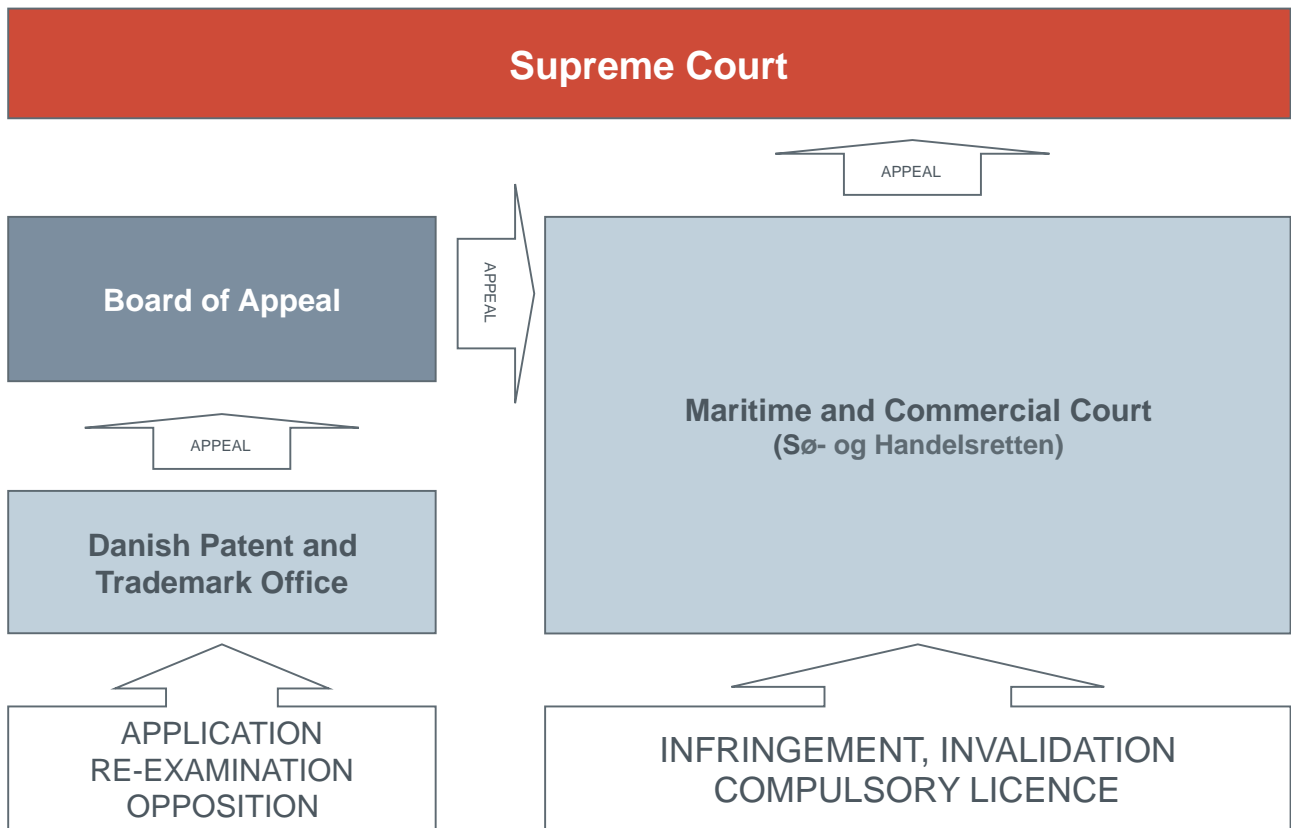 Supreme Court
APPEAL
Board of Appeal
APPEAL
Maritime and Commercial Court
(Sø- og Handelsretten)
APPEAL
Danish Patent and
Trademark Office
APPLICATION
RE-EXAMINATION
OPPOSITION
INFRINGEMENT, INVALIDATION
COMPULSORY LICENCE